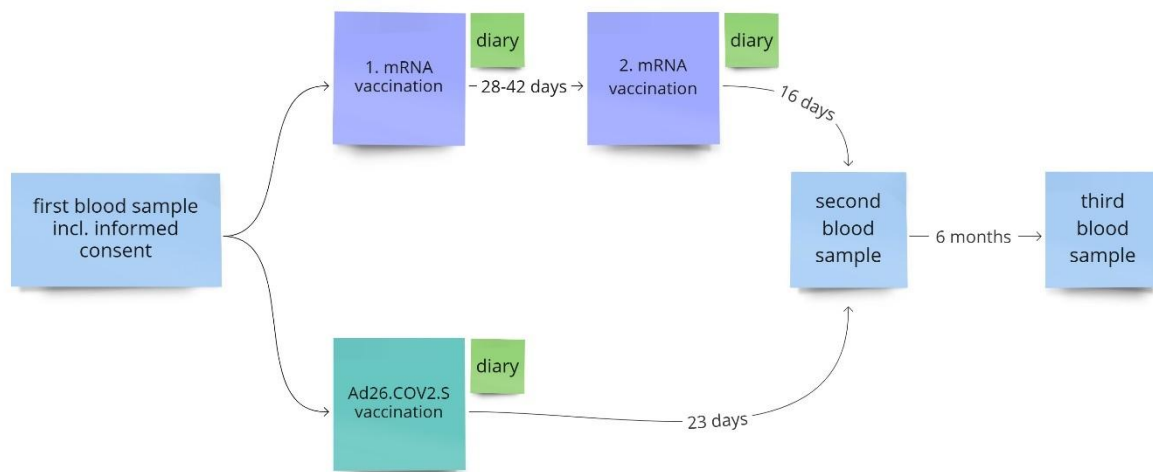 first blood sample
incl. informed
consent
1. mRNA
vaccination
diary
28-42 days
2. mRNA
vaccination
diary
16 days
Ad26.COV2.S
vaccination
diary
23 days
second
blood
sample
6 months
third
blood
sample